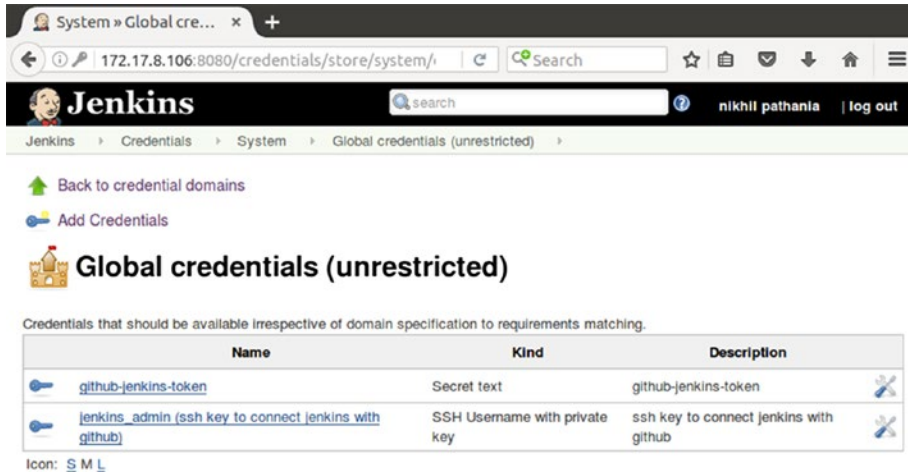 System » Global cre... × +
172.17.8.106:8080/credentials/store/system/ Search
Jenkins search ? nikhil pathania | log out
Jenkins Credentials System Global credentials (unrestricted)
Back to credential domains
Add Credentials
Global credentials (unrestricted)
Credentials that should be available irrespective of domain specification to requirements matching.
Name Kind Description
github-jenkins-token Secret text github-jenkins-token
jenkins_admin (ssh key to connect jenkins with SSH Username with private ssh key to connect jenkins with
github) key github
Icon: S M L